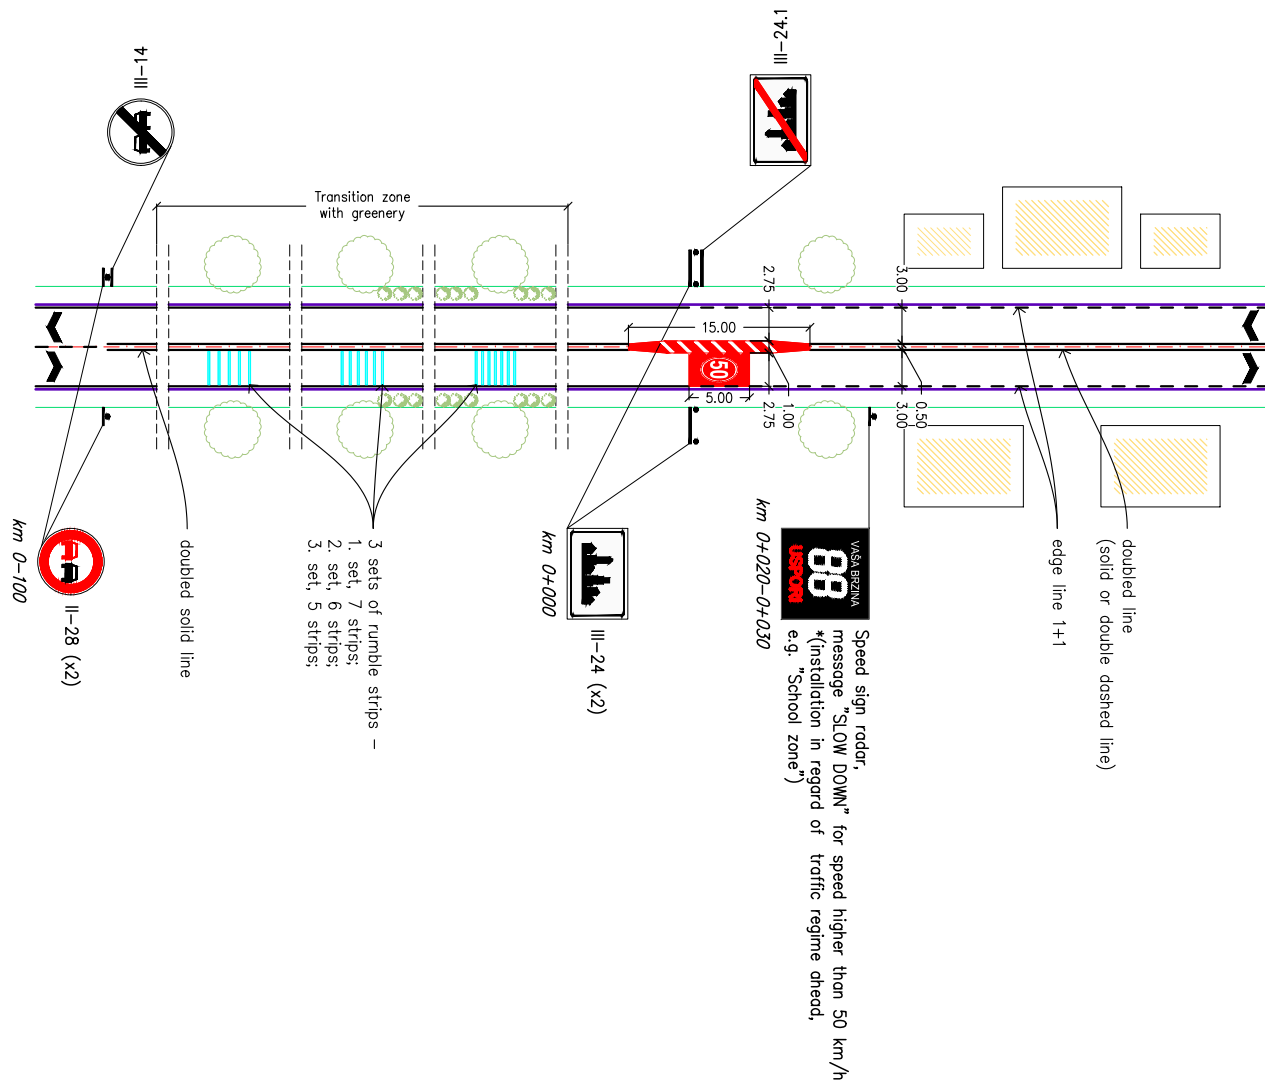 III-14
III-24.1
Transition zone
with greenery
2.75
3.00
15.00
50
5.00
2.75
1.00
3.00
0.50
km 0-100
II-28 (x2)
doubled solid line
3 sets of rumble strips -
1. set, 7 strips;
2. set, 6 strips;
3. set, 5 strips;
km 0+000
III-24 (x2)
km 0+020-0+030
VAŠA BRZINA
88
USPORI
Speed sign radar,
message "SLOW DOWN" for speed higher than 50 km/h
*(installation in regard of traffic regime ahead,
e.g. "School zone")
edge line 1+1
doubled line
(solid or double dashed line)